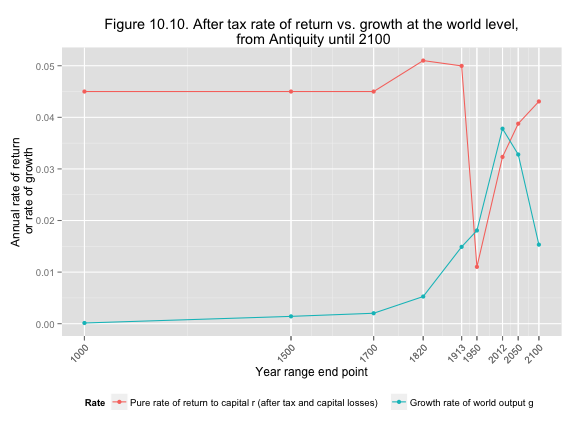 Figure 10.10. After tax rate of return vs. growth at the world level,
from Antiquity until 2100
Annual rate of return
or rate of growth
0.05
0.04
0.03
0.02
0.01
0.00
1000
1500
1700
1820
1913
1950
2012
2050
2100
Year range end point
Rate Pure rate of return to capital r (after tax and capital losses) Growth rate of world output g